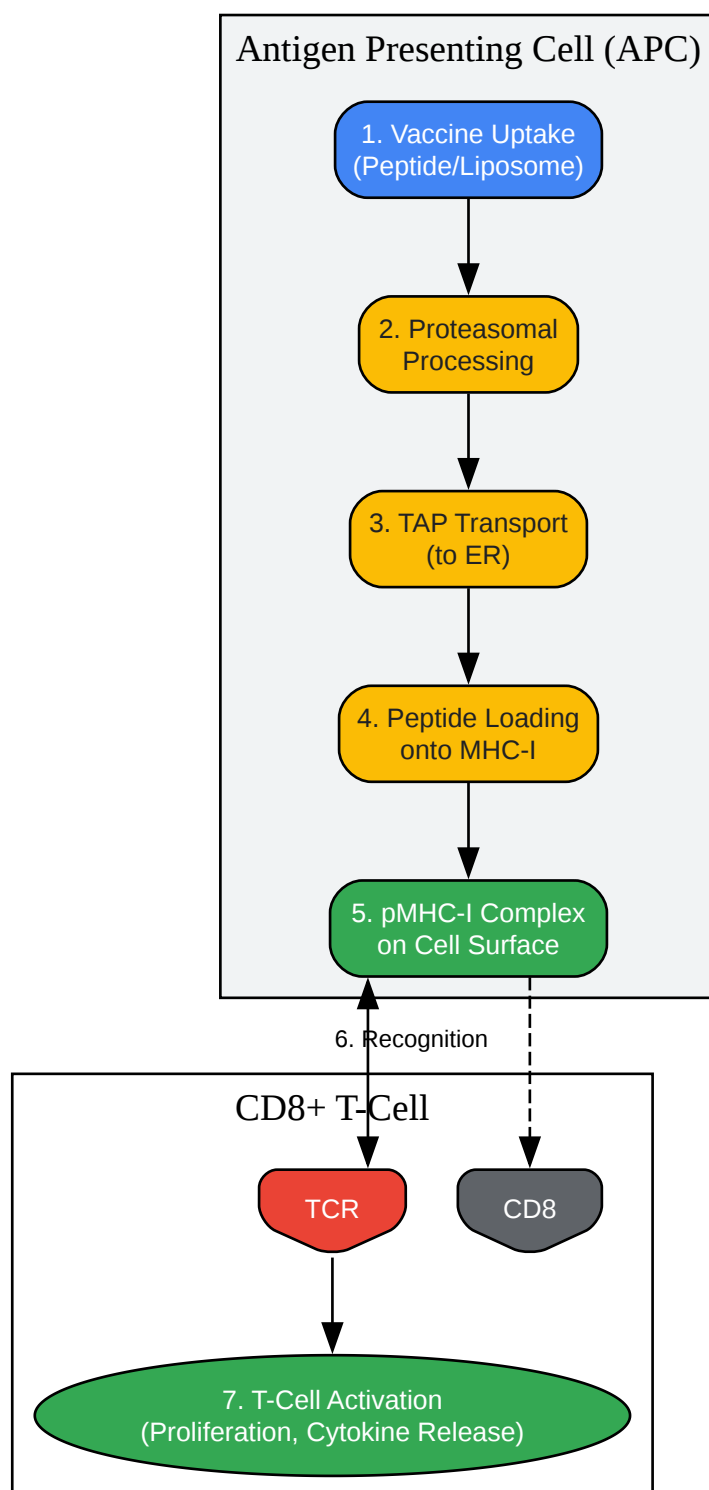 Antigen Presenting Cell (APC)
1. Vaccine Uptake
(Peptide/Liposome)
2. Proteasomal
Processing
3. TAP Transport
(to ER)
4. Peptide Loading
onto MHC-I
5. pMHC-I Complex
on Cell Surface
6. Recognition
CD8+ T-Cell
TCR
CD8
7. T-Cell Activation
(Proliferation, Cytokine Release)